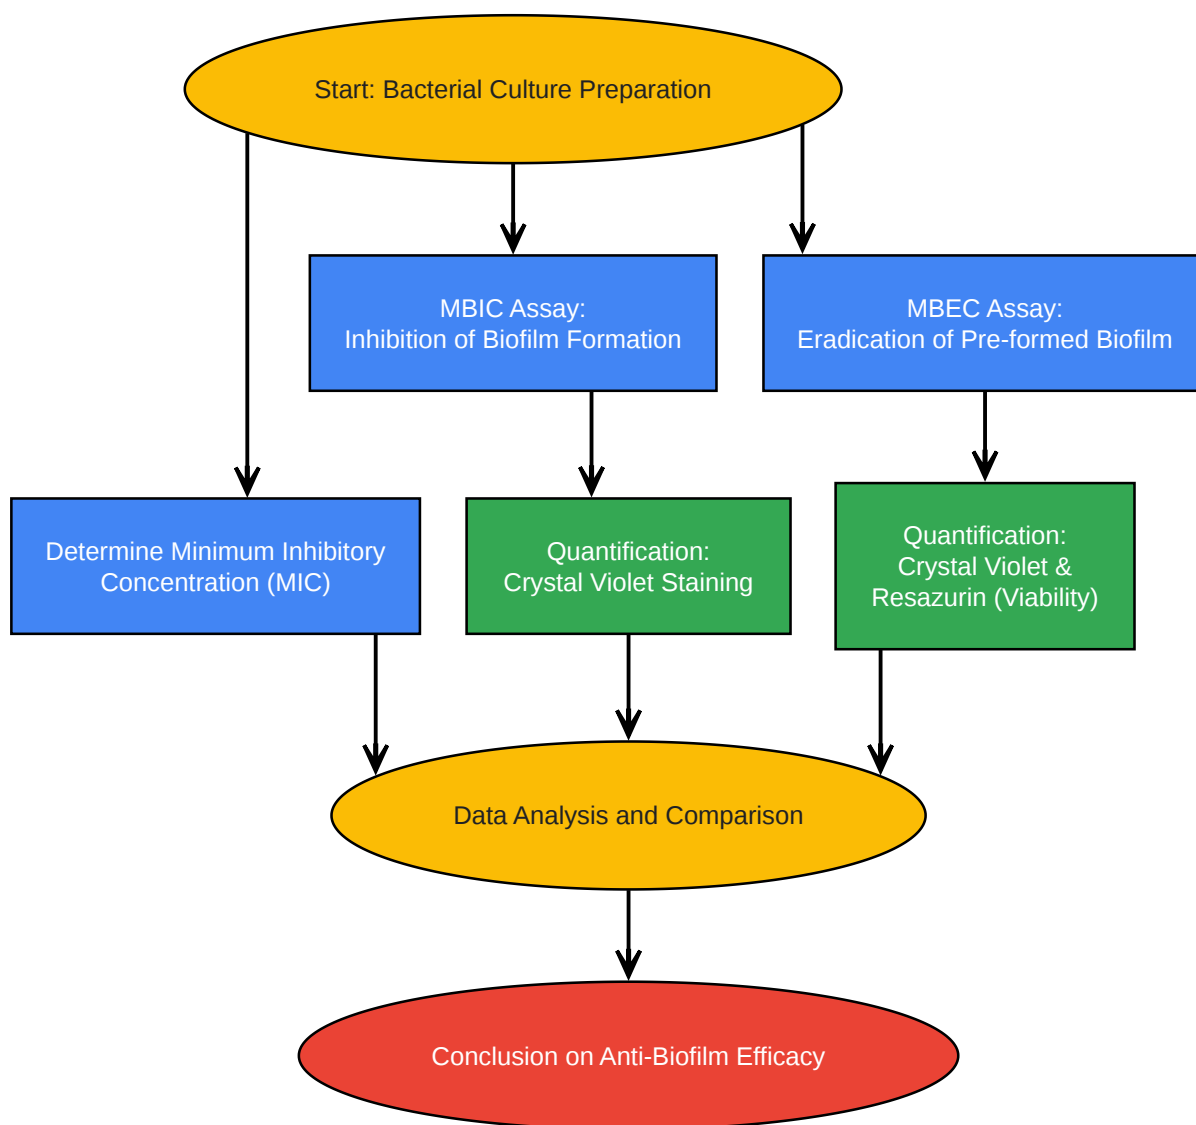 Start: Bacterial Culture Preparation
MBIC Assay:
Inhibition of Biofilm Formation
MBEC Assay:
Eradication of Pre-formed Biofilm
Determine Minimum Inhibitory
Concentration (MIC)
Quantification:
Crystal Violet Staining
Quantification:
Crystal Violet &
Resazurin (Viability)
Data Analysis and Comparison
Conclusion on Anti-Biofilm Efficacy